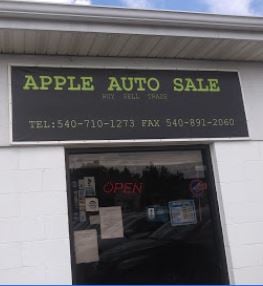 APPLE AUTO SALE
BUY SELL TRADE
TEL:540-710-1273 FAX 540-891-2060
OPEN